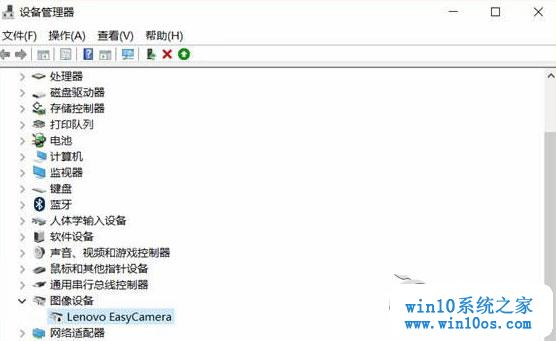 设备管理器
文件(F) 操作(A) 查看(V) 帮助(H)
处理器
磁盘驱动器
存储控制器
打印队列
电池
计算机
监视器
键盘
蓝牙
人体学输入设备
软件设备
声音、视频和游戏控制器
鼠标和其他指针设备
通用串行总线控制器
图像设备
Lenovo EasyCamera
网络适配器
win10系统之家
www.win10os.com